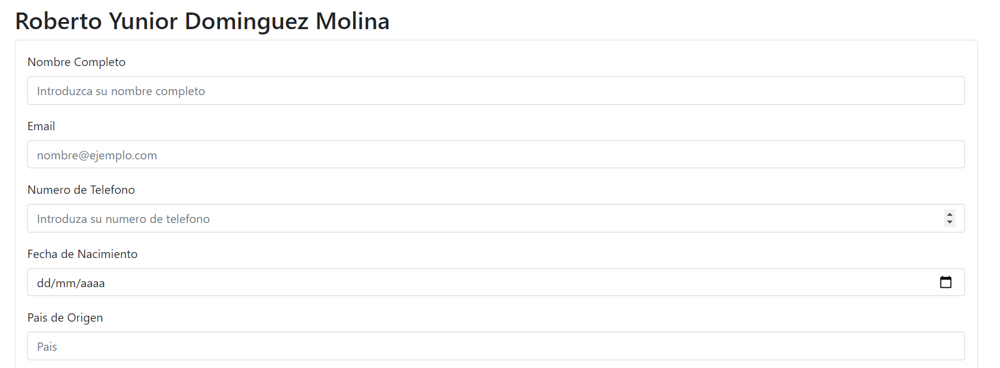 Roberto Yunior Dominguez Molina
Nombre Completo
Introduzca su nombre completo
Email
nombre@ejemplo.com
Numero de Telefono
Introduza su numero de telefono
Fecha de Nacimiento
dd/mm/aaaa
Pais de Origen
Pais